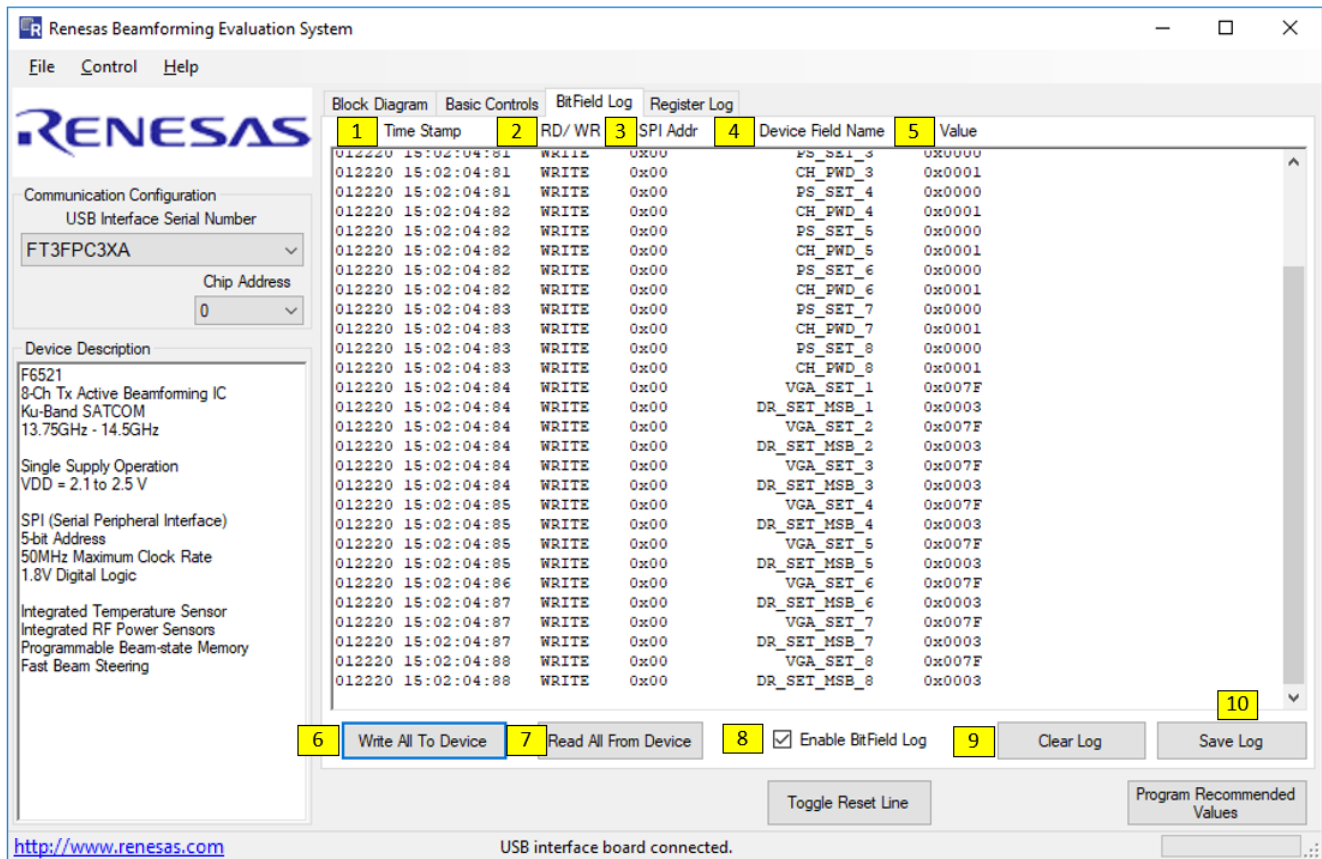 Renesas Beamforming Evaluation System
File Control Help
RENESAS
Communication Configuration
USB Interface Serial Number
FT3FPC3XA
Chip Address
0
Device Description
F6521
8-Ch Tx Active Beamforming IC
Ku-Band SATCOM
13.75GHz - 14.5GHz
Single Supply Operation
VDD = 2.1 to 2.5 V
SPI (Serial Peripheral Interface)
5-bit Address
50MHz Maximum Clock Rate
1.8V Digital Logic
Integrated Temperature Sensor
Integrated RF Power Sensors
Programmable Beam-state Memory
Fast Beam Steering
Block Diagram Basic Controls BitField Log Register Log
1 Time Stamp 2 RD/ WR 3 SPI Addr 4 Device Field Name 5 Value
012220 15:02:04:81 WRITE 0x00 PS_SET_3 0x0000
012220 15:02:04:81 WRITE 0x00 CH_PWD_3 0x0001
012220 15:02:04:81 WRITE 0x00 PS_SET_4 0x0000
012220 15:02:04:82 WRITE 0x00 CH_PWD_4 0x0001
012220 15:02:04:82 WRITE 0x00 PS_SET_5 0x0000
012220 15:02:04:82 WRITE 0x00 CH_PWD_5 0x0001
012220 15:02:04:82 WRITE 0x00 PS_SET_6 0x0000
012220 15:02:04:82 WRITE 0x00 CH_PWD_6 0x0001
012220 15:02:04:83 WRITE 0x00 PS_SET_7 0x0000
012220 15:02:04:83 WRITE 0x00 CH_PWD_7 0x0001
012220 15:02:04:83 WRITE 0x00 PS_SET_8 0x0000
012220 15:02:04:83 WRITE 0x00 CH_PWD_8 0x0001
012220 15:02:04:84 WRITE 0x00 VGA_SET_1 0x007F
012220 15:02:04:84 WRITE 0x00 DR_SET_MSB_1 0x0003
012220 15:02:04:84 WRITE 0x00 VGA_SET_2 0x007F
012220 15:02:04:84 WRITE 0x00 DR_SET_MSB_2 0x0003
012220 15:02:04:84 WRITE 0x00 VGA_SET_3 0x007F
012220 15:02:04:84 WRITE 0x00 DR_SET_MSB_3 0x0003
012220 15:02:04:85 WRITE 0x00 VGA_SET_4 0x007F
012220 15:02:04:85 WRITE 0x00 DR_SET_MSB_4 0x0003
012220 15:02:04:85 WRITE 0x00 VGA_SET_5 0x007F
012220 15:02:04:85 WRITE 0x00 DR_SET_MSB_5 0x0003
012220 15:02:04:86 WRITE 0x00 VGA_SET_6 0x007F
012220 15:02:04:87 WRITE 0x00 DR_SET_MSB_6 0x0003
012220 15:02:04:87 WRITE 0x00 VGA_SET_7 0x007F
012220 15:02:04:87 WRITE 0x00 DR_SET_MSB_7 0x0003
012220 15:02:04:88 WRITE 0x00 VGA_SET_8 0x007F
012220 15:02:04:88 WRITE 0x00 DR_SET_MSB_8 0x0003
10
6 Write All To Device 7 Read All From Device 8 Enable BitField Log 9 Clear Log Save Log
Toggle Reset Line
Program Recommended
Values
http://www.renesas.com USB interface board connected.